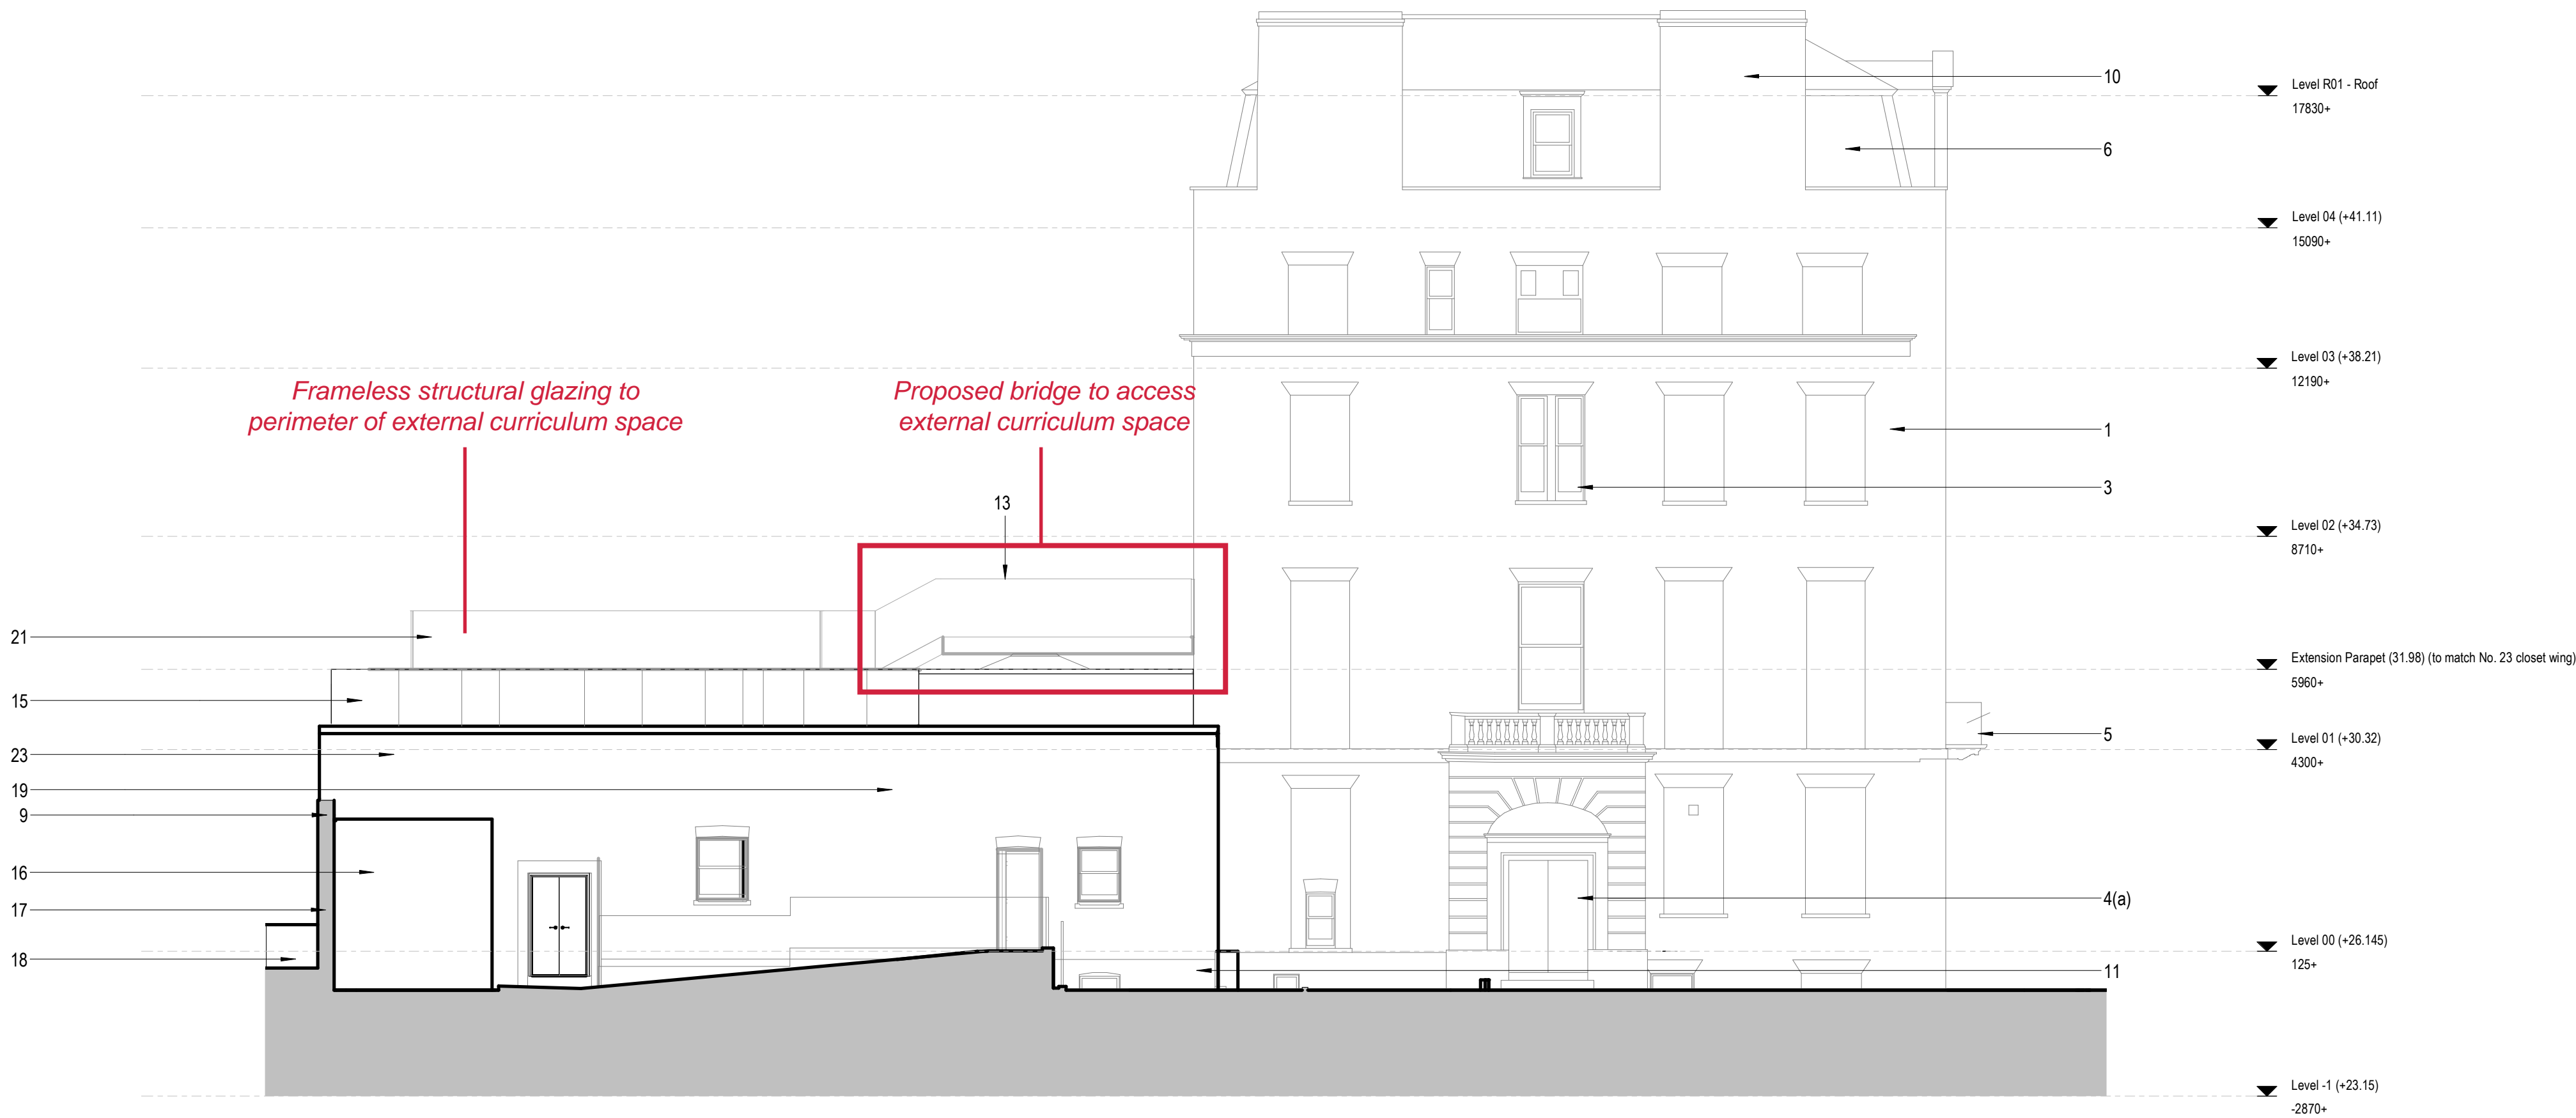 10
Level R01 - Roof
17830+
6
Level 04 (+41.11)
15090+
Level 03 (+38.21)
12190+
Frameless structural glazing to
perimeter of external curriculum space
Proposed bridge to access
external curriculum space
1
3
13
Level 02 (+34.73)
8710+
21
Extension Parapet (31.98) (to match No. 23 closet wing)
5960+
15
5
Level 01 (+30.32)
4300+
23
19
9
16
4(a)
17
Level 00 (+26.145)
125+
18
11
Level -1 (+23.15)
-2870+